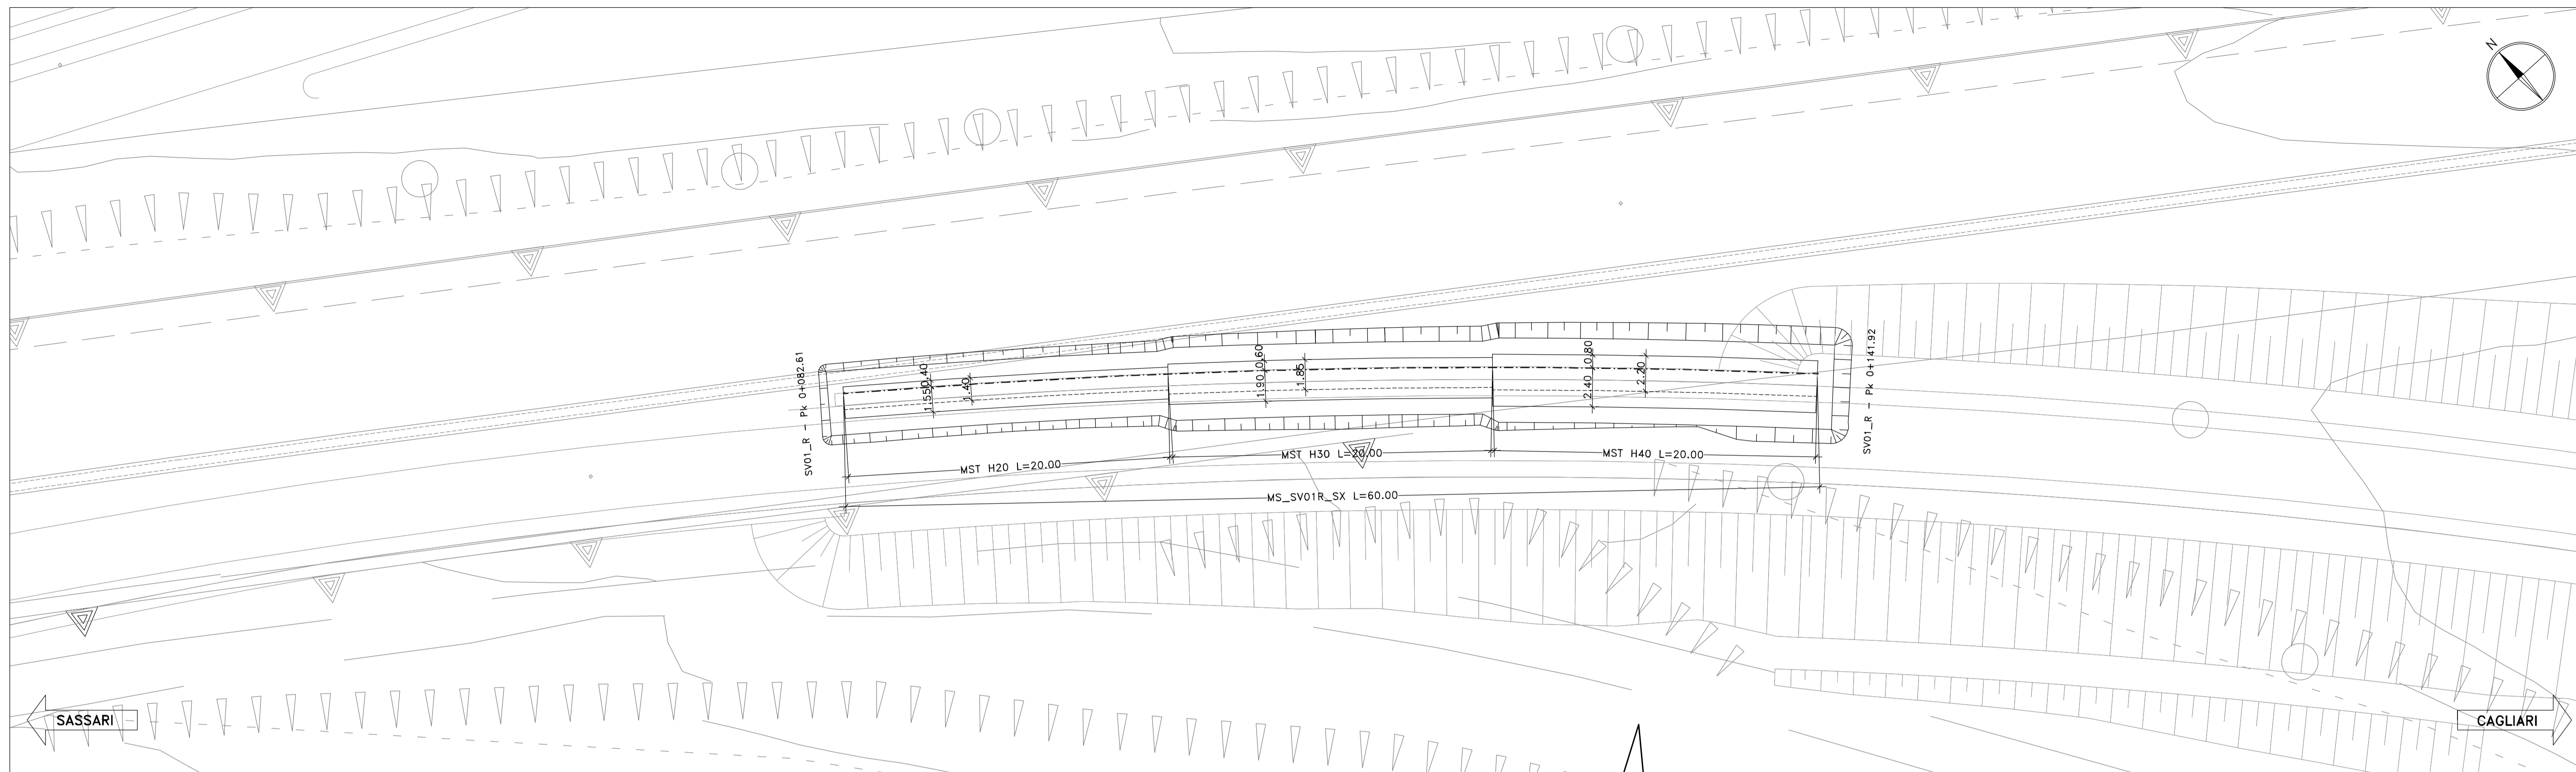 N
SV01_R – Pk 0+082.61
1.55
0.40
1.40
1.90
0.60
1.85
2.40
0.80
2.20
SV01_R – Pk 0+141.92
MST H20 L=20.00
MST H30 L=20.00
MST H40 L=20.00
MS_SV01R_SX L=60.00
SASSARI
CAGLIARI